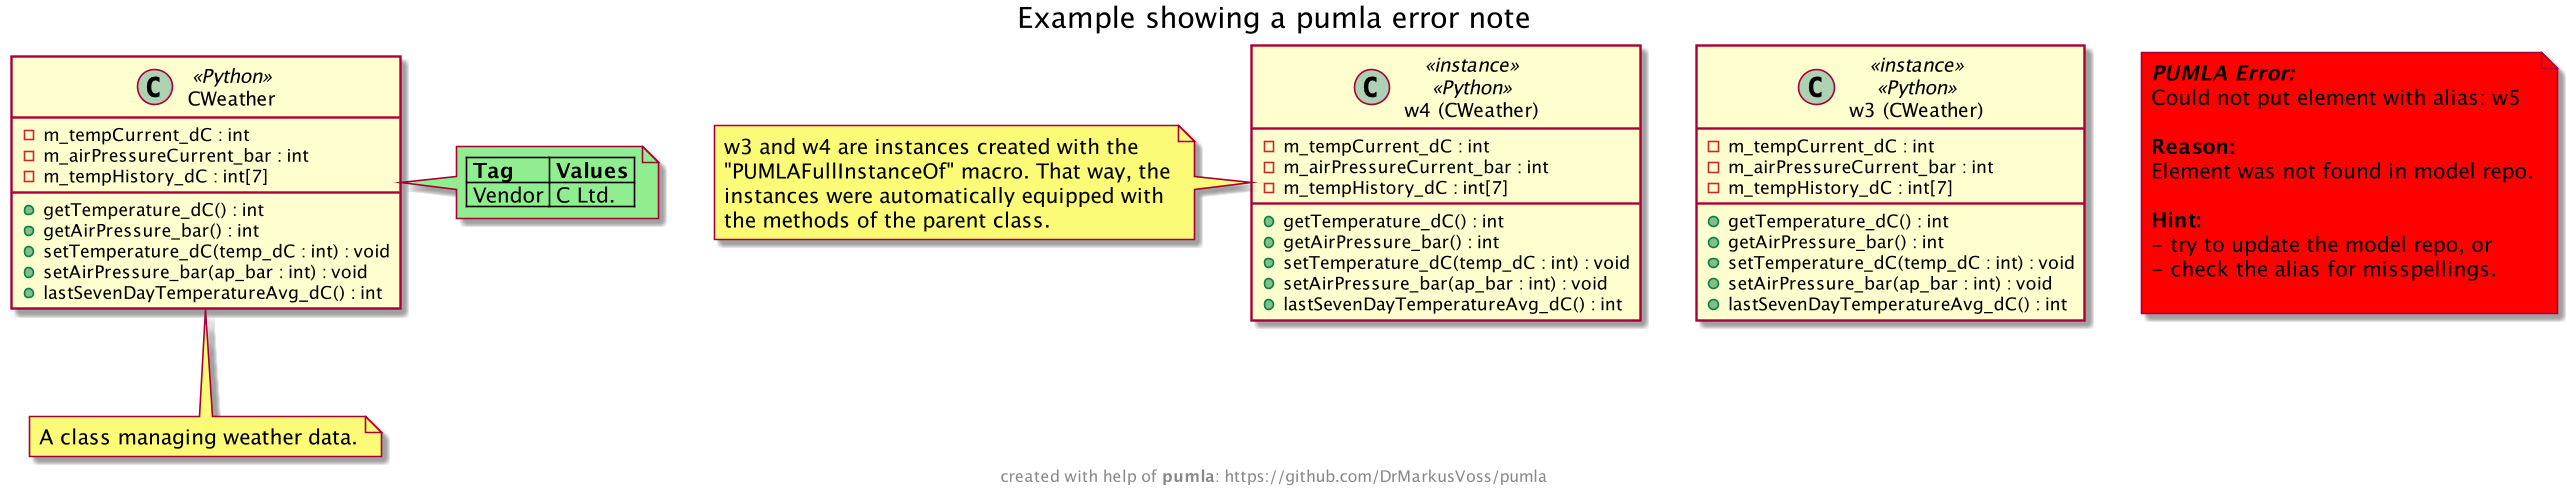 Example showing a pumla error note
C
«Python»
CWeather
m_tempCurrent_dC : int
m_airPressureCurrent_bar : int
m_tempHistory_dC : int[7]
getTemperature_dC() : int
getAirPressure_bar() : int
setTemperature_dC(temp_dC : int) : void
setAirPressure_bar(ap_bar : int) : void
lastSevenDayTemperatureAvg_dC() : int
Tag Values
Vendor C Ltd.
A class managing weather data.
w3 and w4 are instances created with the
"PUMLAFullInstanceOf" macro. That way, the
instances were automatically equipped with
the methods of the parent class.
C
«instance»
«Python»
w4 (CWeather)
m_tempCurrent_dC : int
m_airPressureCurrent_bar : int
m_tempHistory_dC : int[7]
getTemperature_dC() : int
getAirPressure_bar() : int
setTemperature_dC(temp_dC : int) : void
setAirPressure_bar(ap_bar : int) : void
lastSevenDayTemperatureAvg_dC() : int
C
«instance»
«Python»
w3 (CWeather)
m_tempCurrent_dC : int
m_airPressureCurrent_bar : int
m_tempHistory_dC : int[7]
getTemperature_dC() : int
getAirPressure_bar() : int
setTemperature_dC(temp_dC : int) : void
setAirPressure_bar(ap_bar : int) : void
lastSevenDayTemperatureAvg_dC() : int
PUMLA Error:
Could not put element with alias: w5
Reason:
Element was not found in model repo.
Hint:
- try to update the model repo, or
- check the alias for misspellings.
created with help of pumla: https://github.com/DrMarkusVoss/pumla